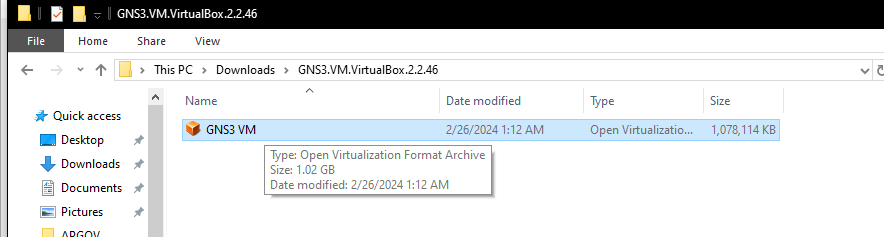 GNS3.VM.VirtualBox.2.2.46
File Home Share View
This PC > Downloads > GNS3.VM.VirtualBox.2.2.46
Name Date modified Type Size
Quick access
GNS3 VM 2/26/2024 1:12 AM Open Virtualizatio... 1,078,114 KB
Desktop
Type: Open Virtualization Format Archive
Downloads
Size: 1.02 GB
Documents
Date modified: 2/26/2024 1:12 AM
Pictures